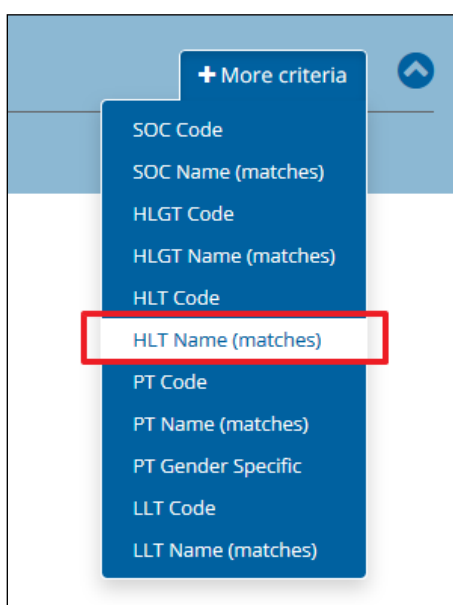 + More criteria
SOC Code
SOC Name (matches)
HLGT Code
HLGT Name (matches)
HLT Code
HLT Name (matches)
PT Code
PT Name (matches)
PT Gender Specific
LLT Code
LLT Name (matches)